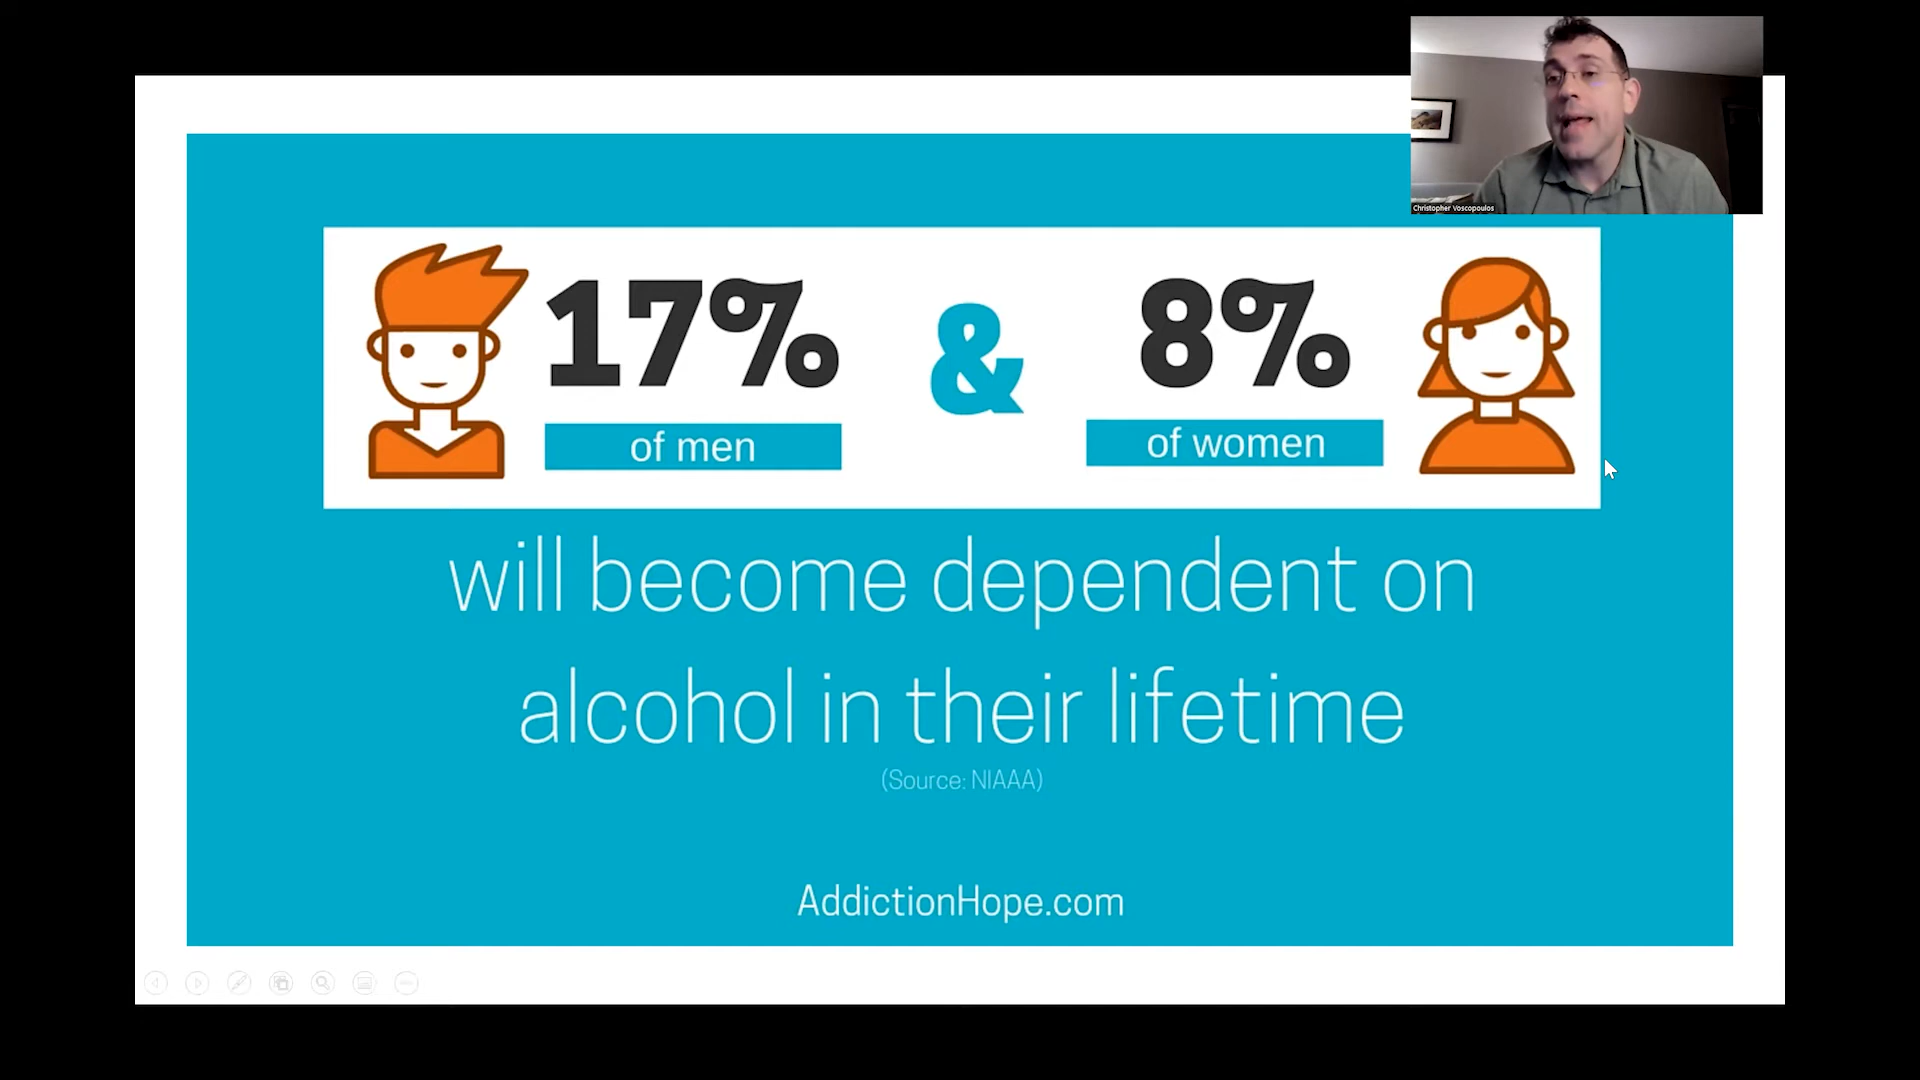 Christopher Voscopoulos
17% & 8%
of men
of women
will become dependent on
alcohol in their lifetime
(Source: NIAAA)
AddictionHope.com